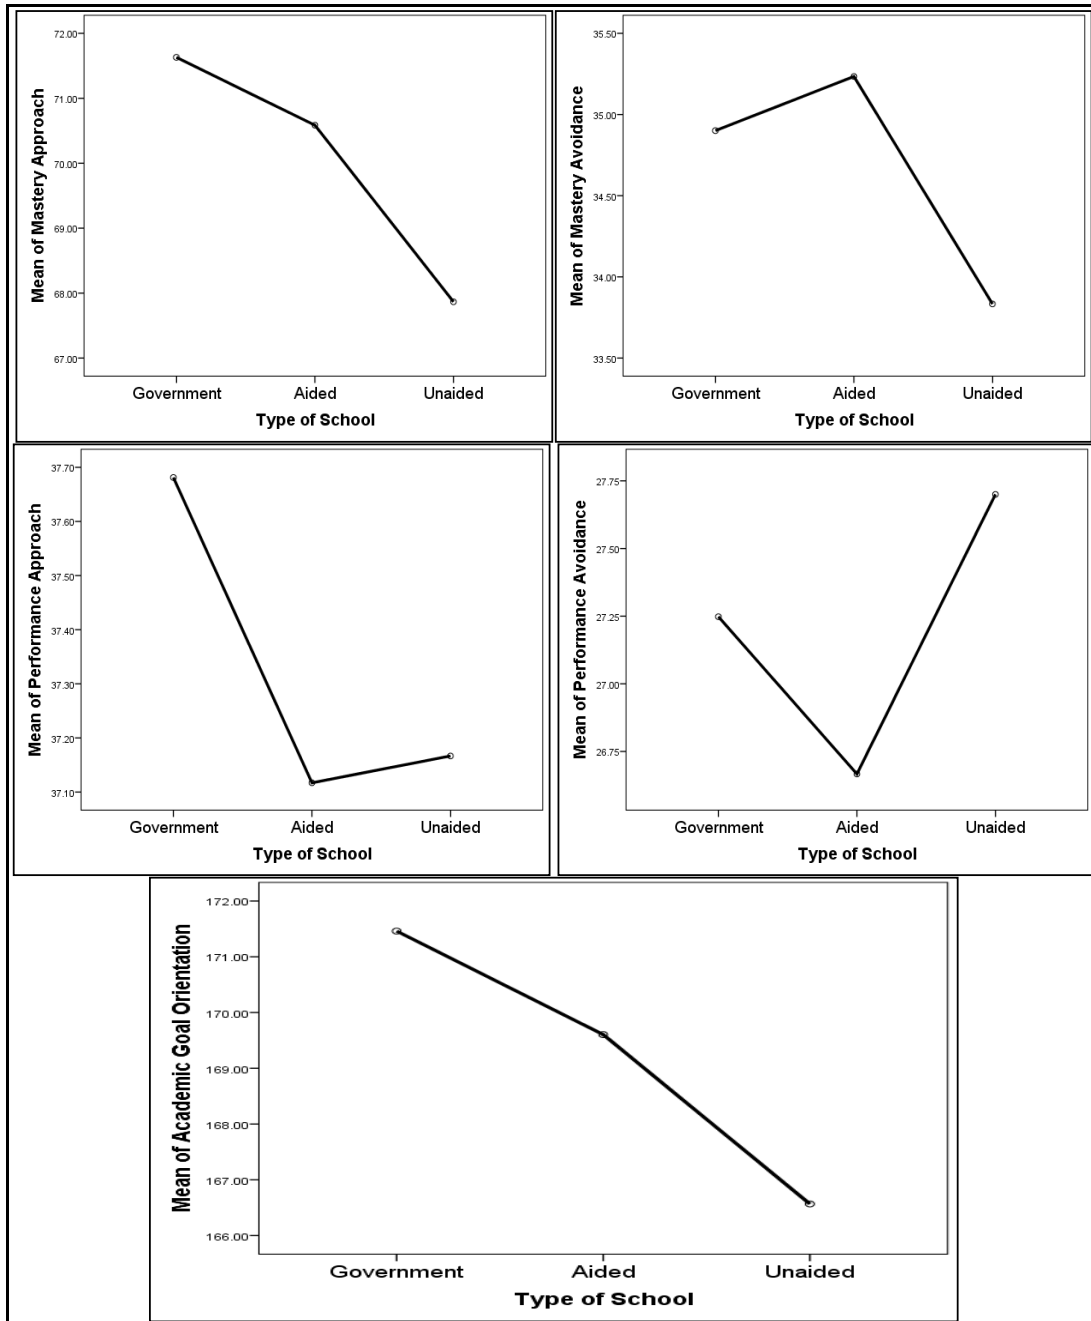 Mean of Mastery Approach
72.00
71.00
70.00
69.00
68.00
67.00
Government Aided Unaided
Type of School
Mean of Mastery Avoidance
35.50
35.00
34.50
34.00
33.50
Government Aided Unaided
Type of School
Mean of Performance Approach
37.70
37.60
37.50
37.40
37.30
37.20
37.10
Government Aided Unaided
Type of School
Mean of Performance Avoidance
27.75
27.50
27.25
27.00
26.75
Government Aided Unaided
Type of School
Mean of Academic Goal Orientation
172.00
171.00
170.00
169.00
168.00
167.00
166.00
Government Aided Unaided
Type of School